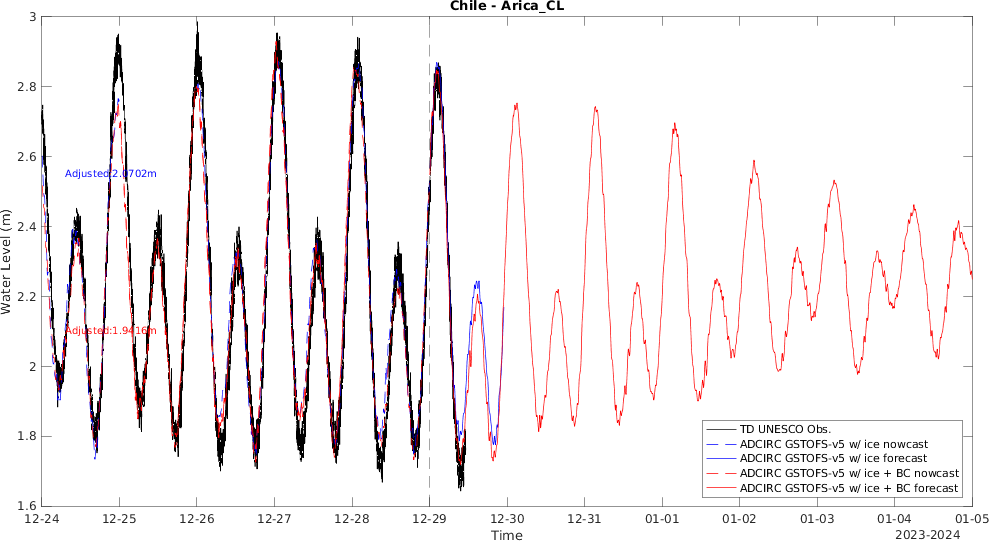 Chile - Arica_CL
3
2.8
2.6
2.4
2.2
2
1.8
1.6
Water Level (m)
Adjusted:2.0702m
Adjusted:1.9416m
TD UNESCO Obs.
ADCIRC GSTOFS-v5 w/ ice nowcast
ADCIRC GSTOFS-v5 w/ ice forecast
ADCIRC GSTOFS-v5 w/ ice + BC nowcast
ADCIRC GSTOFS-v5 w/ ice + BC forecast
12-24 12-25 12-26 12-27 12-28 12-29 12-30 12-31 01-01 01-02 01-03 01-04 01-05
Time
2023-2024